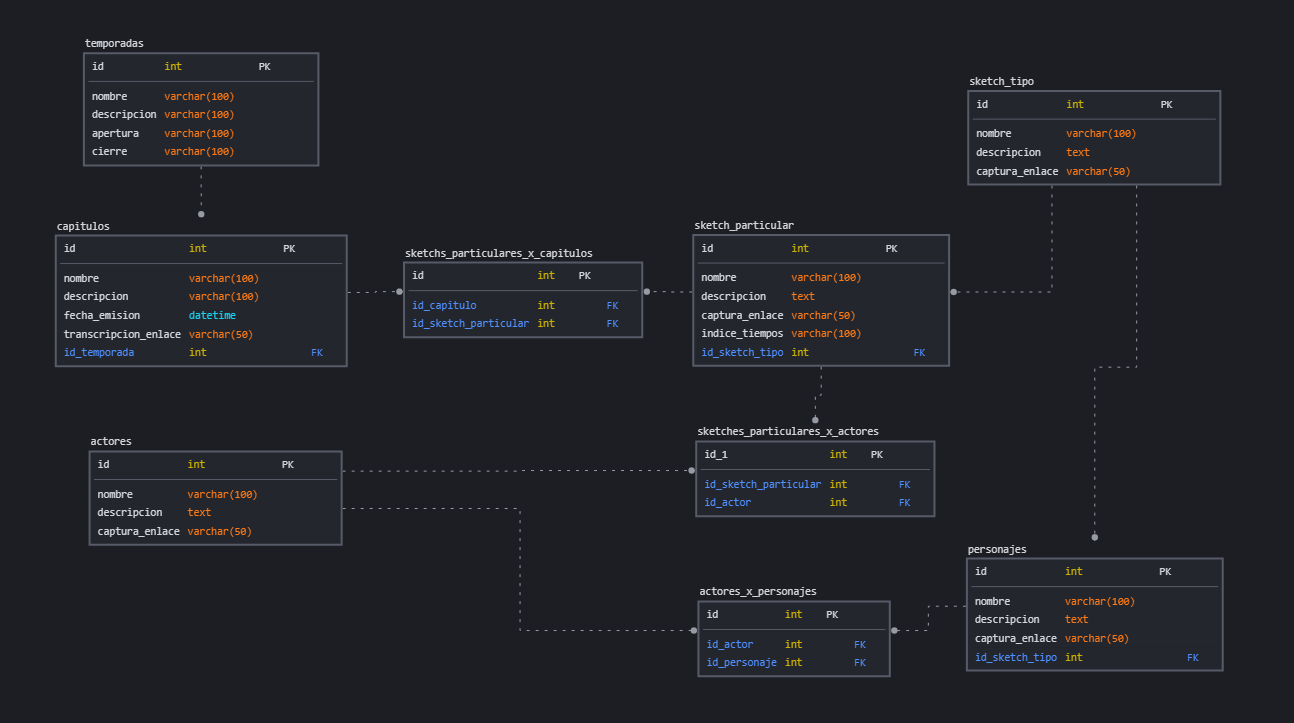 temporadas
id int PK
nombre varchar(100)
descripcion varchar(100)
apertura varchar(100)
cierre varchar(100)
sketch_tipo
id int PK
nombre varchar(100)
descripcion text
captura_enlace varchar(50)
capitulos
id int PK
nombre varchar(100)
descripcion varchar(100)
fecha_emision datetime
transcripcion_enlace varchar(50)
id_temporada int FK
sketchs_particulares_x_capitulos
id int PK
id_capitulo int FK
id_sketch_particular int FK
sketch_particular
id int PK
nombre varchar(100)
descripcion text
captura_enlace varchar(50)
indice_tiempos varchar(100)
id_sketch_tipo int FK
actores
id int PK
nombre varchar(100)
descripcion text
captura_enlace varchar(50)
sketches_particulares_x_actores
id_1 int PK
id_sketch_particular int FK
id_actor int FK
actores_x_personajes
id int PK
id_actor int FK
id_personaje int FK
personajes
id int PK
nombre varchar(100)
descripcion text
captura_enlace varchar(50)
id_sketch_tipo int FK